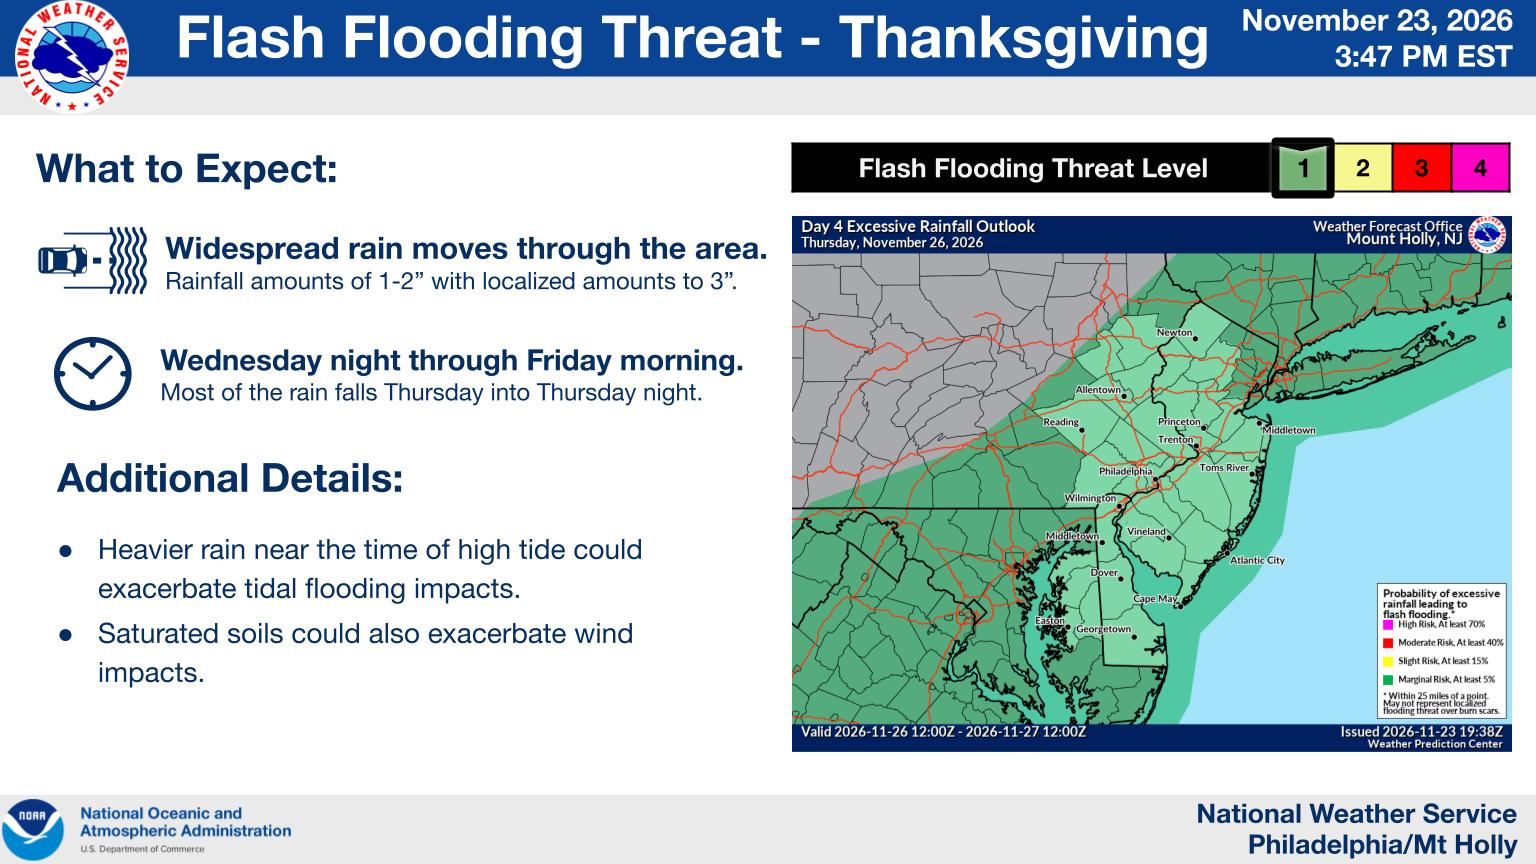 NATIONAL WEATHER SERVICE
Flash Flooding Threat - Thanksgiving
November 23, 2026
3:47 PM EST
What to Expect:
Widespread rain moves through the area.
Rainfall amounts of 1-2” with localized amounts to 3”.
Wednesday night through Friday morning.
Most of the rain falls Thursday into Thursday night.
Additional Details:
● Heavier rain near the time of high tide could
exacerbate tidal flooding impacts.
● Saturated soils could also exacerbate wind
impacts.
Flash Flooding Threat Level 1 2 3 4
Day 4 Excessive Rainfall Outlook
Thursday, November 26, 2026
Weather Forecast Office
Mount Holly, NJ
Newton
Allentown
Reading
Princeton
Middletown
Trenton
Toms River
Philadelphia
Wilmington
Middletown
Vineland
Atlantic City
Dover
Cape May
Easton
Georgetown
Probability of excessive
rainfall leading to
flash flooding.*
High Risk, At least 70%
Moderate Risk, At least 40%
Slight Risk, At least 15%
Marginal Risk, At least 5%
* Within 25 miles of a point.
May not represent localized
flooding threat over burn scars.
Valid 2026-11-26 12:00Z - 2026-11-27 12:00Z
Issued 2026-11-23 19:38Z
Weather Prediction Center
NOAA
National Oceanic and
Atmospheric Administration
U.S. Department of Commerce
National Weather Service
Philadelphia/Mt Holly